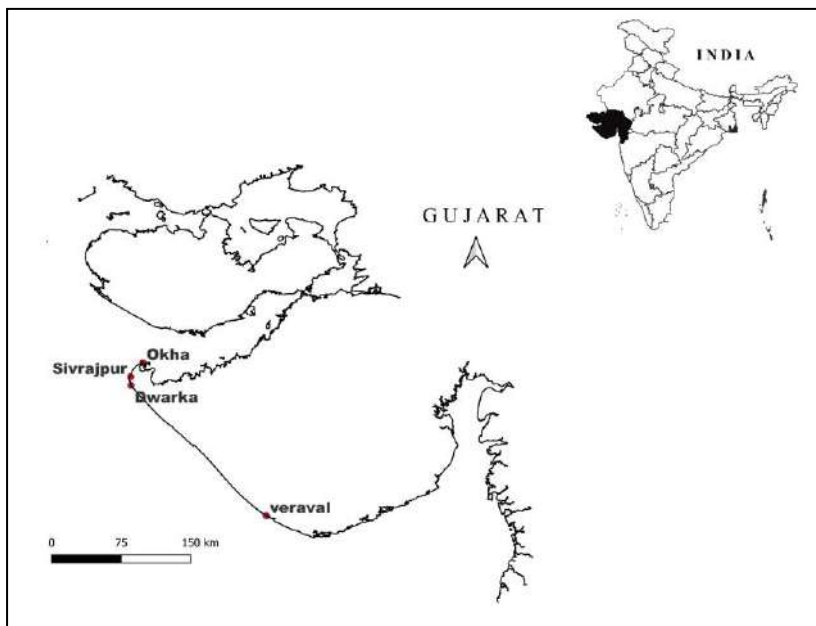 INDIA
GUJARAT
Okha
Sivrajpur
Dwarka
veraval
0 75 150 km